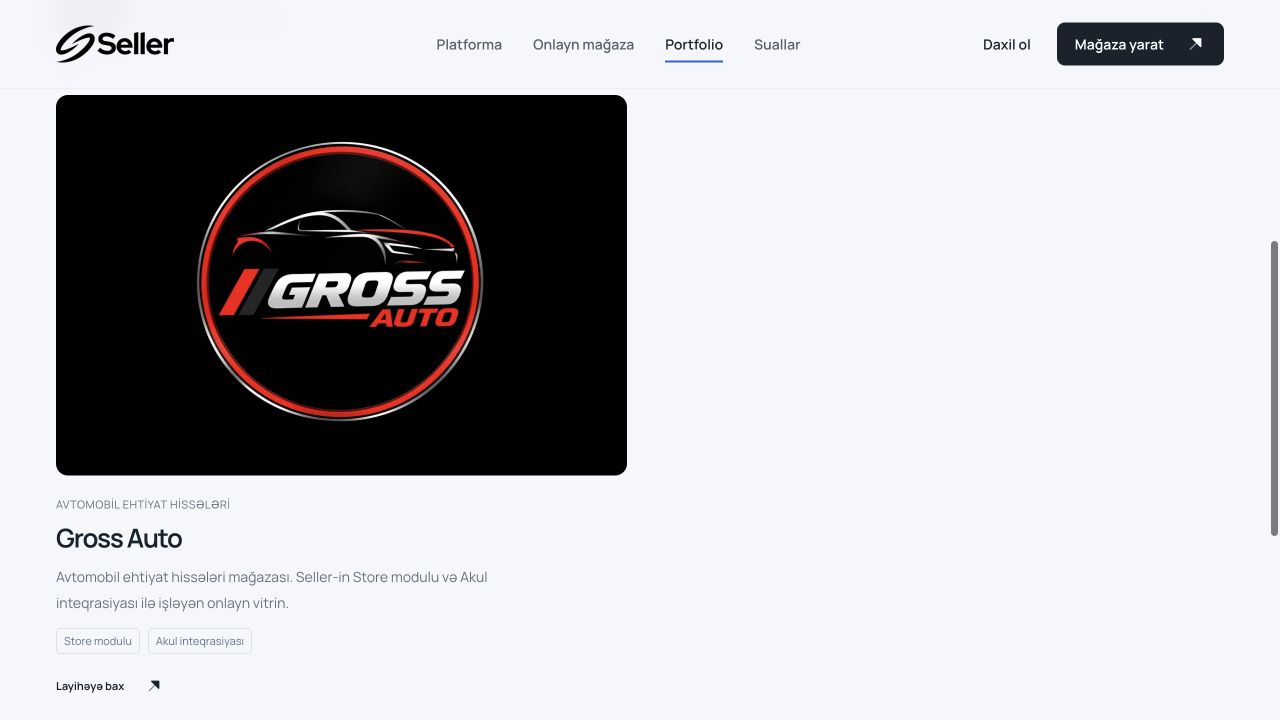 Seller
Platforma
Onlayn mağaza
Portfolio
Suallar
Daxil ol
Mağaza yarat
GROSS
AUTO
AVTOMOBİL EHTİYAT HİSSƏLƏRİ
Gross Auto
Avtomobil ehtiyat hissələri mağazası. Seller-in Store modulu və Akul
inteqrasiyası ilə işləyən onlayn vitrin.
Store modulu
Akul inteqrasiyası
Layihəyə bax